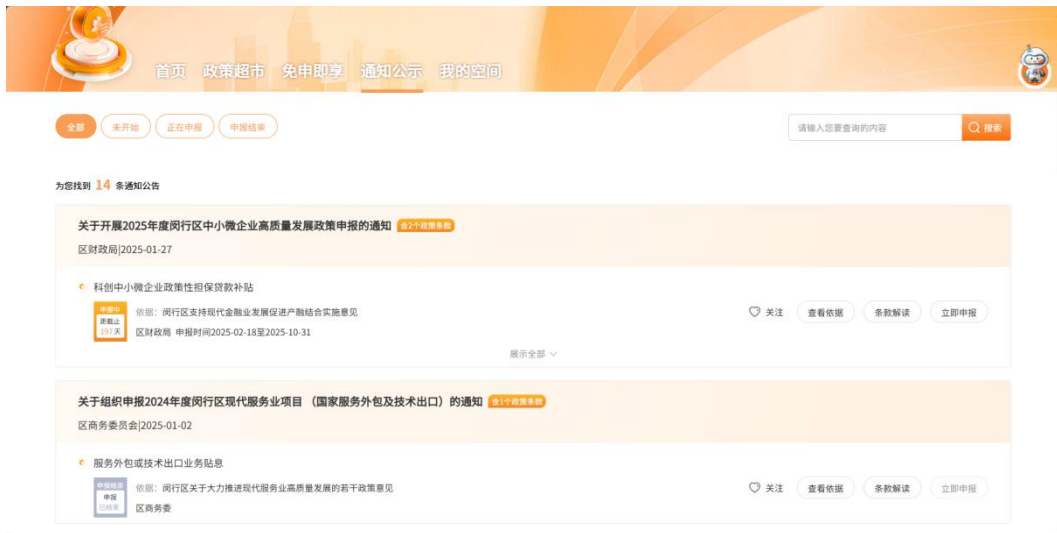 首页 政策超市 免申即享 通知公示 我的空间
全部 未开始 正在申报 申报结束 请输入您要查询的内容 搜索
为您找到 14 条通知公告
关于开展2025年度闵行区中小微企业高质量发展政策申报的通知 含2个政策条款
区财政局|2025-01-27
科创中小微企业政策性担保贷款补贴
申报中
距截止
197天
依据: 闵行区支持现代金融业发展促进产融结合实施意见
区财政局 申报时间2025-02-18至2025-10-31
关注 查看依据 条款解读 立即申报
展示全部
关于组织申报2024年度闵行区现代服务业项目 (国家服务外包及技术出口) 的通知 含1个政策条款
区商务委员会|2025-01-02
服务外包或技术出口业务贴息
申报结束
申报
已结束
依据: 闵行区关于大力推进现代服务业高质量发展的若干政策意见
区商务委
关注 查看依据 条款解读 立即申报